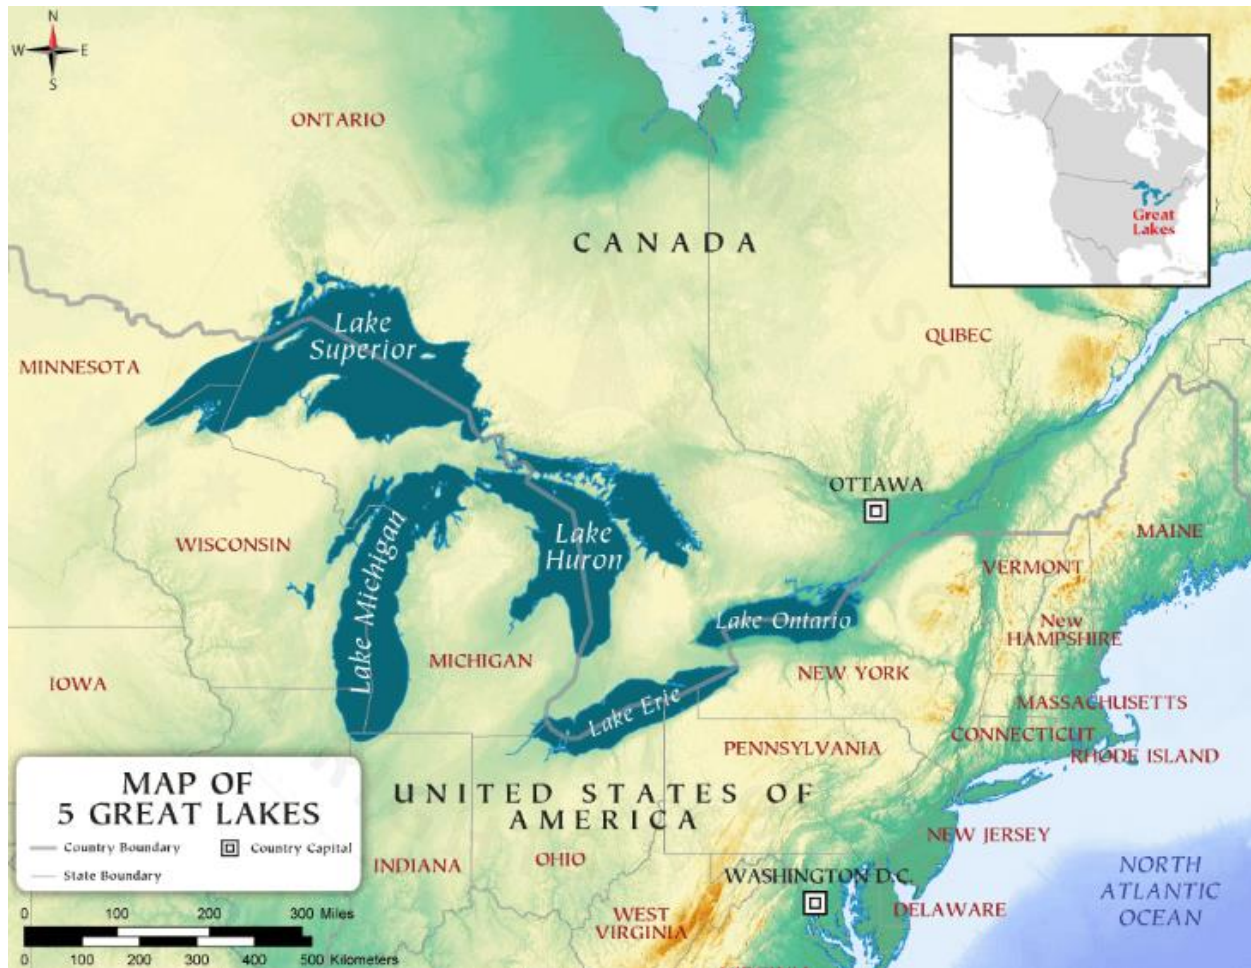 N
W E
S
ONTARIO
CANADA
Great
Lakes
QUBEC
Lake
Superior
MINNESOTA
OTTAWA
WISCONSIN
Lake Michigan
Lake
Huron
MAINE
VERMONT
Lake Ontario
New
HAMPSHIRE
IOWA
MICHIGAN
NEW YORK
Lake Erie
MASSACHUSETTS
CONNECTICUT
PENNSYLVANIA
RHODE ISLAND
UNITED STATES OF
AMERICA
NEW JERSEY
INDIANA
OHIO
WASHINGTON D.C.
NORTH
ATLANTIC
OCEAN
DELAWARE
WEST
VIRGINIA
MAP OF
5 GREAT LAKES
Country Boundary Country Capital
State Boundary
0 100 200 300 Miles
0 100 200 300 400 500 Kilometers